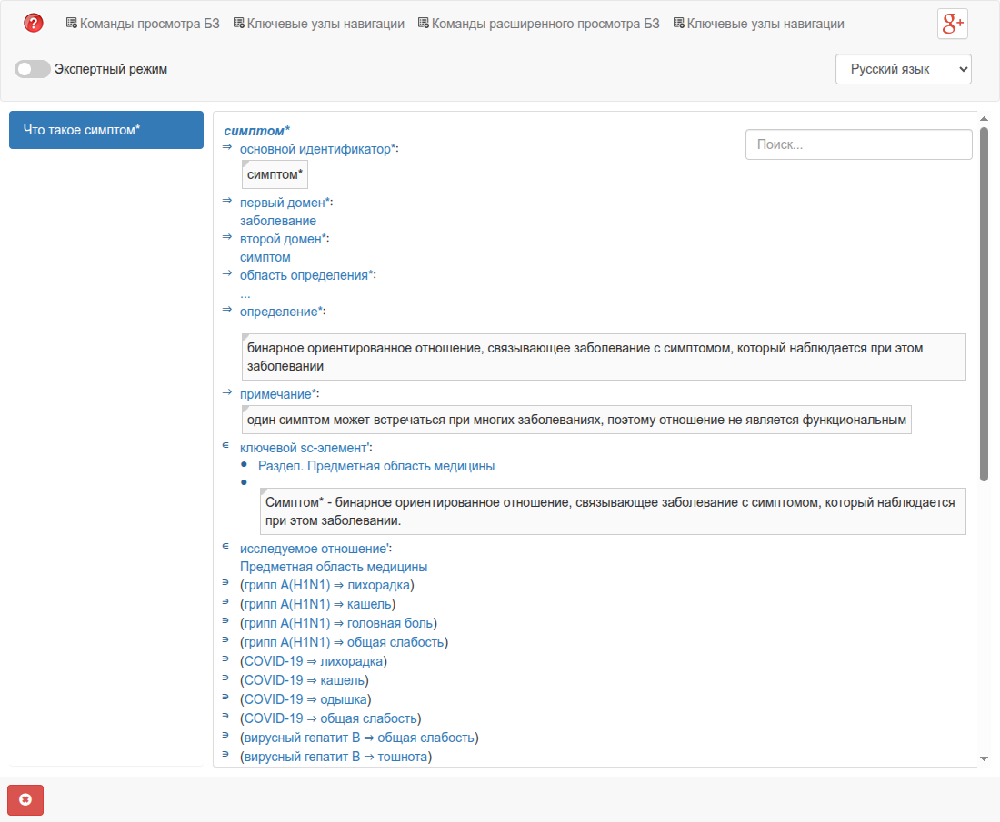 Команды просмотра БЗ Ключевые узлы навигации Команды расширенного просмотра БЗ Ключевые узлы навигации g+
Экспертный режим Русский язык
Что такое симптом*
симптом*
⇒ основной идентификатор*:
Поиск...
симптом*
⇒ первый домен*:
заболевание
⇒ второй домен*:
симптом
⇒ область определения*:
...
⇒ определение*:
бинарное ориентированное отношение, связывающее заболевание с симптомом, который наблюдается при этом
заболевании
⇒ примечание*:
один симптом может встречаться при многих заболеваниях, поэтому отношение не является функциональным
∈ ключевой sc-элемент':
• Раздел. Предметная область медицины
•
Симптом* - бинарное ориентированное отношение, связывающее заболевание с симптомом, который наблюдается
при этом заболевании.
∈ исследуемое отношение':
Предметная область медицины
∋ (грипп A(H1N1) ⇒ лихорадка)
∋ (грипп A(H1N1) ⇒ кашель)
∋ (грипп A(H1N1) ⇒ головная боль)
∋ (грипп A(H1N1) ⇒ общая слабость)
∋ (COVID-19 ⇒ лихорадка)
∋ (COVID-19 ⇒ кашель)
∋ (COVID-19 ⇒ одышка)
∋ (COVID-19 ⇒ общая слабость)
∋ (вирусный гепатит B ⇒ общая слабость)
∋ (вирусный гепатит B ⇒ тошнота)